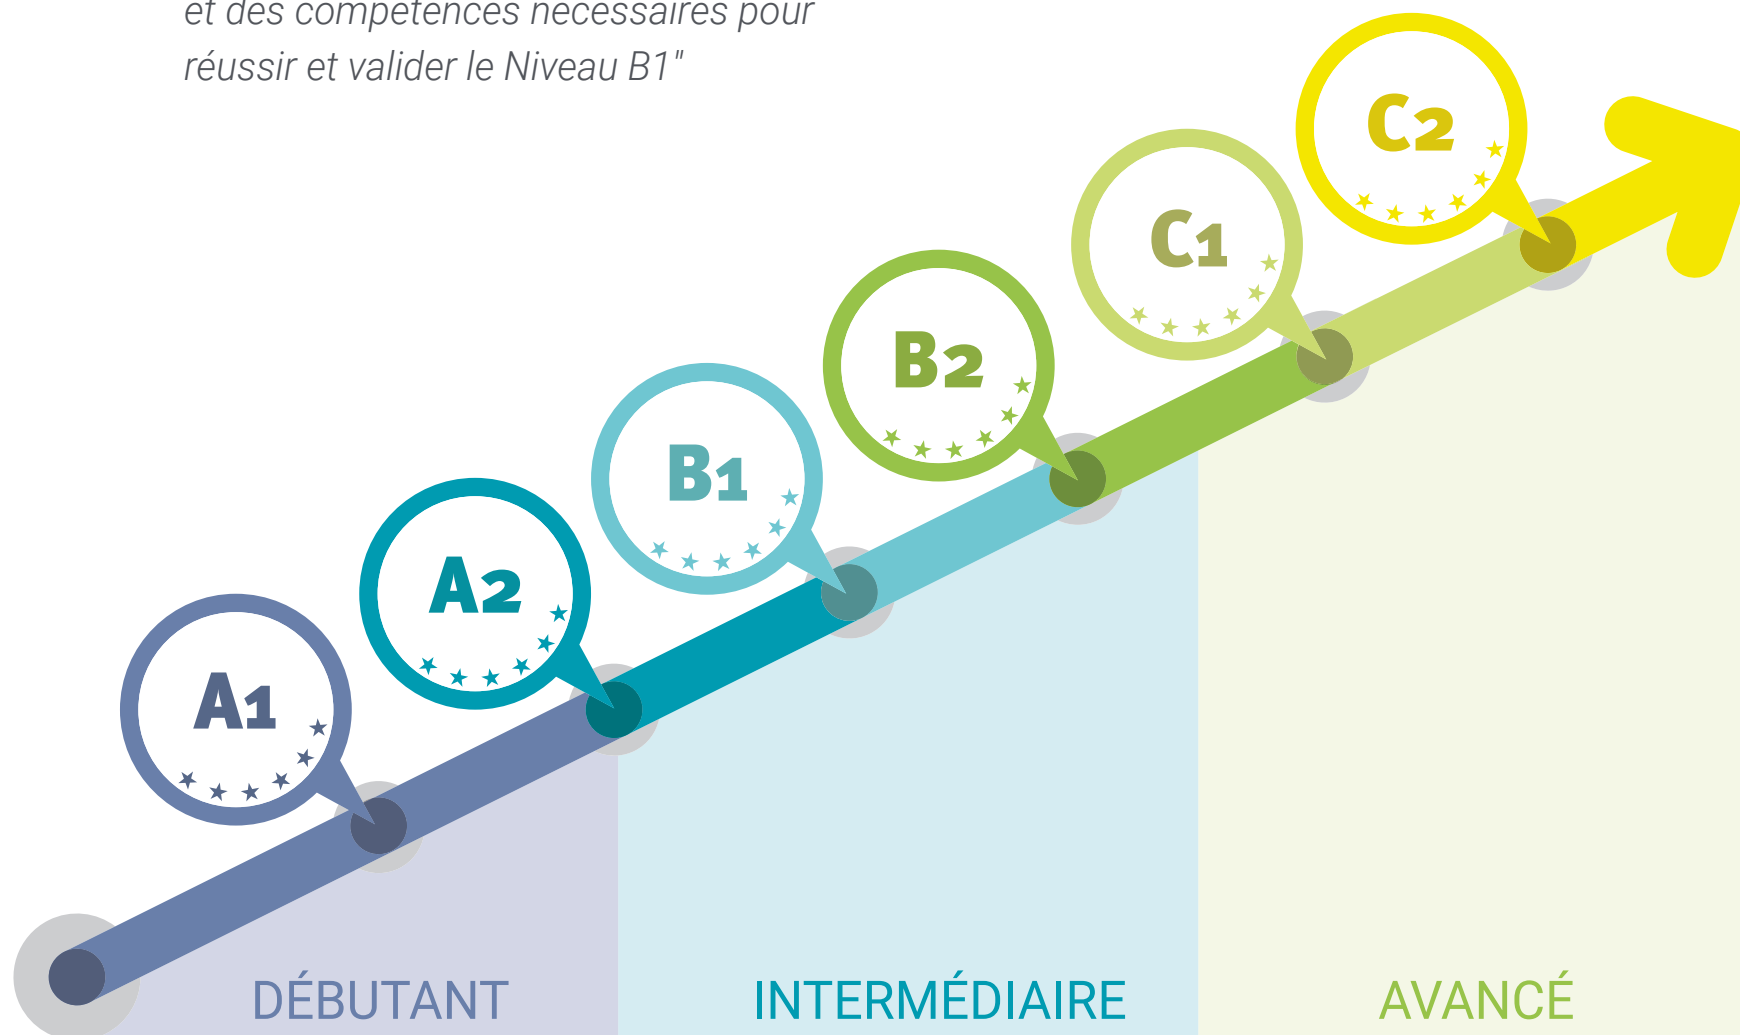 et des compétences nécessaires pour
réussir et valider le Niveau B1"
C2
C1
B2
B1
A2
A1
DÉBUTANT
INTERMÉDIAIRE
AVANCÉ